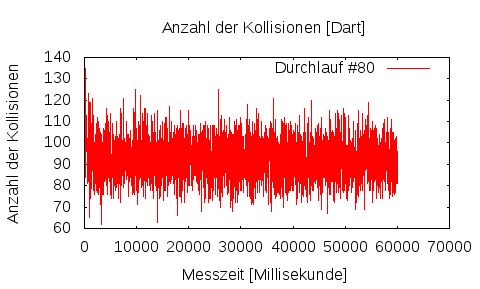 Anzahl der Kollisionen [Dart]
Durchlauf #80
Anzahl der Kollisionen
140
130
120
110
100
90
80
70
60
0 10000 20000 30000 40000 50000 60000 70000
Messzeit [Millisekunde]